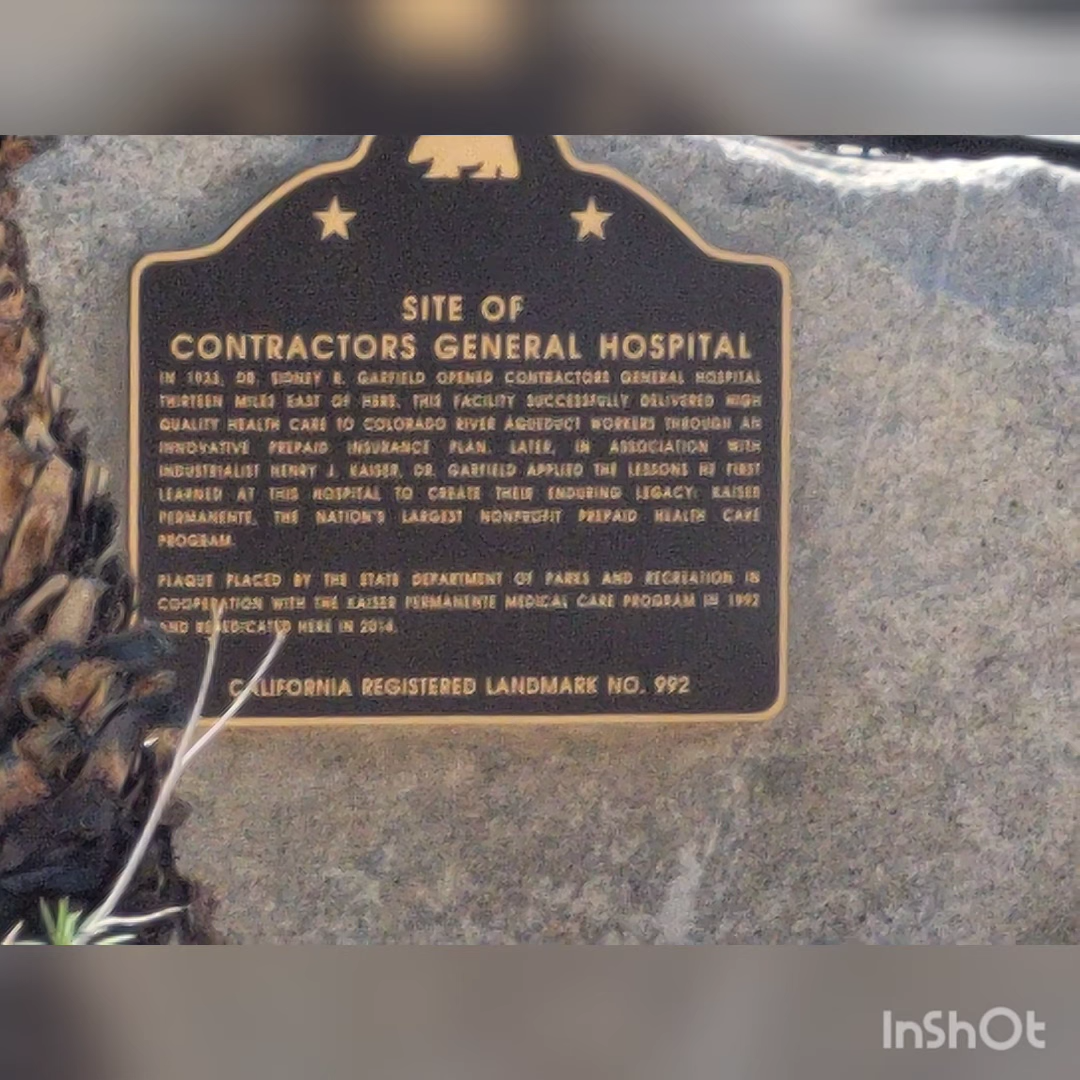 SITE OF
CONTRACTORS GENERAL HOSPITAL
IN 1933, DR. SIDNEY R. GARFIELD OPENED CONTRACTORS GENERAL HOSPITAL
THIRTEEN MILES EAST OF HERE. THIS FACILITY SUCCESSFULLY DELIVERED HIGH
QUALITY HEALTH CARE TO COLORADO RIVER AQUEDUCT WORKERS THROUGH AN
INNOVATIVE PREPAID INSURANCE PLAN. LATER, IN ASSOCIATION WITH
INDUSTRIALIST HENRY J. KAISER, DR. GARFIELD APPLIED THE LESSONS HE FIRST
LEARNED AT THIS HOSPITAL TO CREATE THEIR ENDURING LEGACY: KAISER
PERMANENTE, THE NATION'S LARGEST NONPROFIT PREPAID HEALTH CARE
PROGRAM.
PLAQUE PLACED BY THE STATE DEPARTMENT OF PARKS AND RECREATION IN
COOPERATION WITH THE KAISER PERMANENTE MEDICAL CARE PROGRAM IN 1992
AND REDEDICATED HERE IN 2014.
CALIFORNIA REGISTERED LANDMARK NO. 992
InShOt